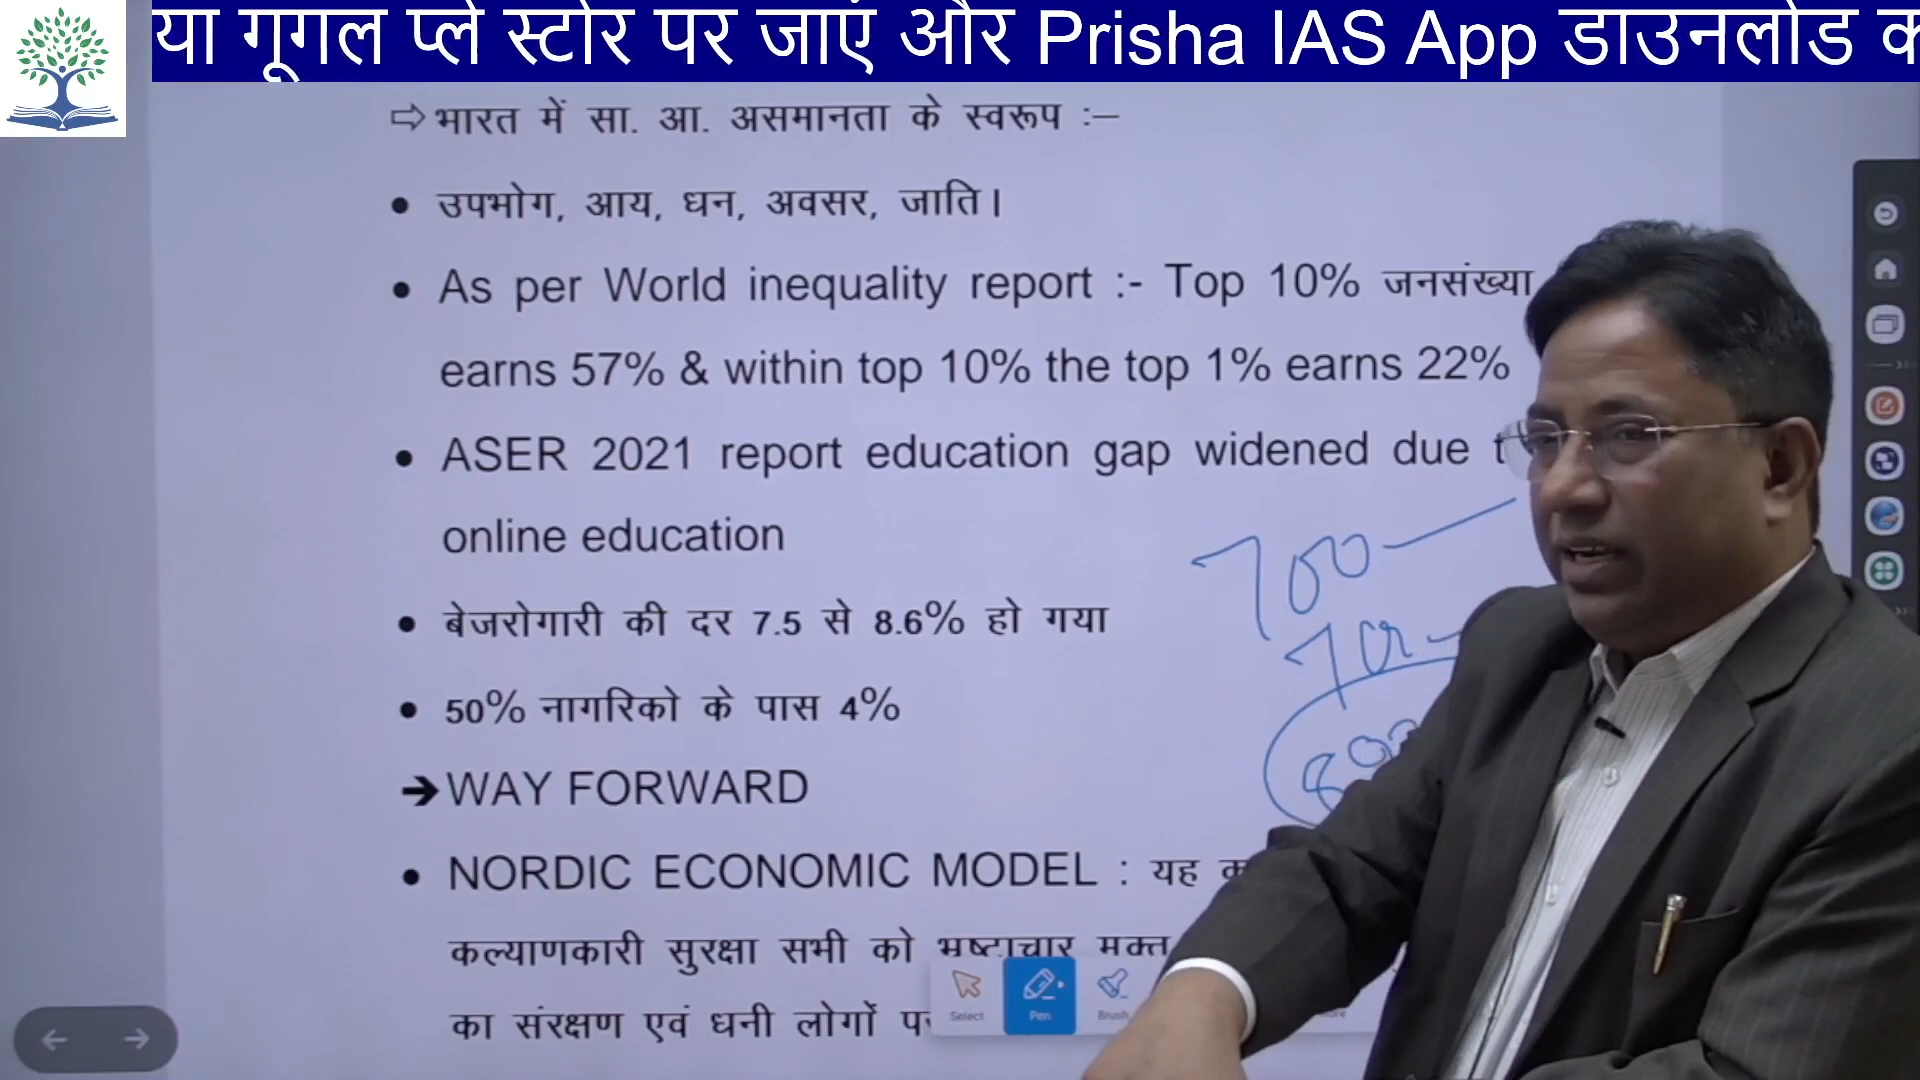 या गूगल प्ले स्टोर पर जाएं और Prisha IAS App डाउनलोड
⇨ भारत में सा. आ. असमानता के स्वरूप :–
• उपभोग, आय, धन, अवसर, जाति।
• As per World inequality report :- Top 10% जनसंख्या
earns 57% & within top 10% the top 1% earns 22%
• ASER 2021 report education gap widened due
online education
700
• बेजरोगारी की दर 7.5 से 8.6% हो गया
• 50% नागरिको के पास 4%
➔ WAY FORWARD
• NORDIC ECONOMIC MODEL : यह
कल्याणकारी सुरक्षा सभी को भ्रष्टाचार मुक्त
का संरक्षण एवं धनी लोगों
Select Pen Brush